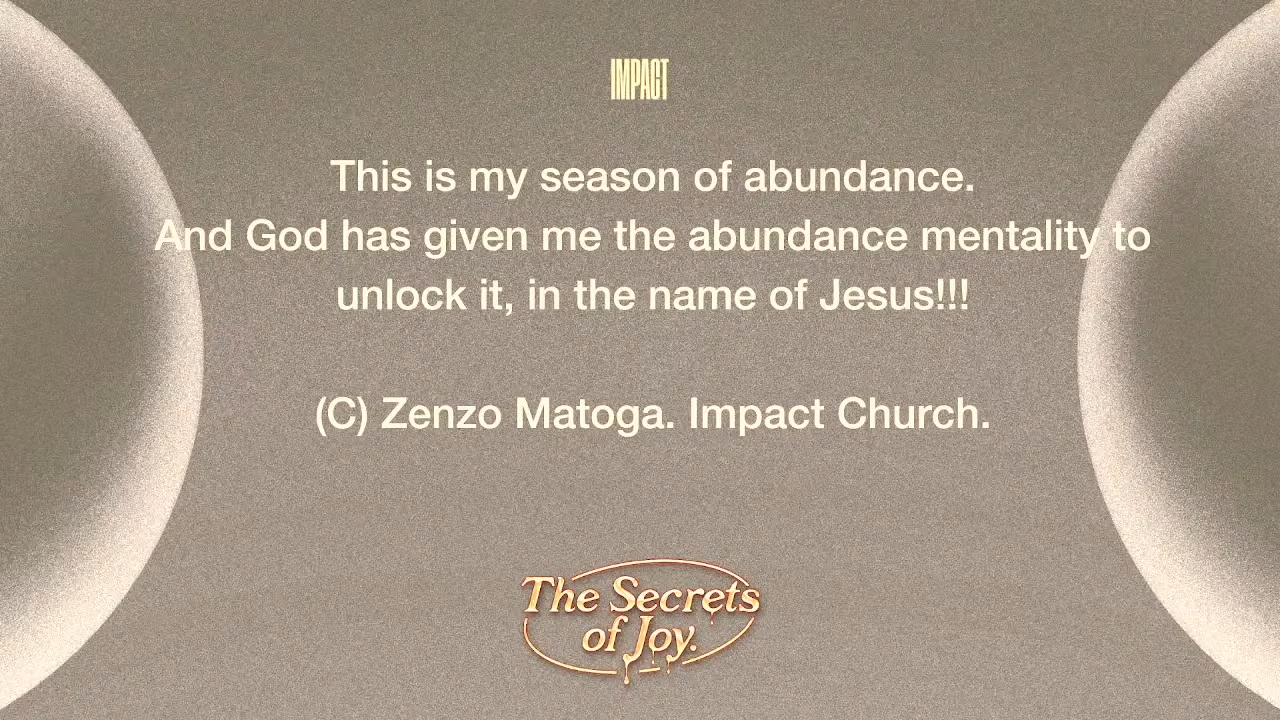 IMPACT
This is my season of abundance.
And God has given me the abundance mentality to
unlock it, in the name of Jesus!!!
(C) Zenzo Matoga. Impact Church.
The Secrets
of Joy.